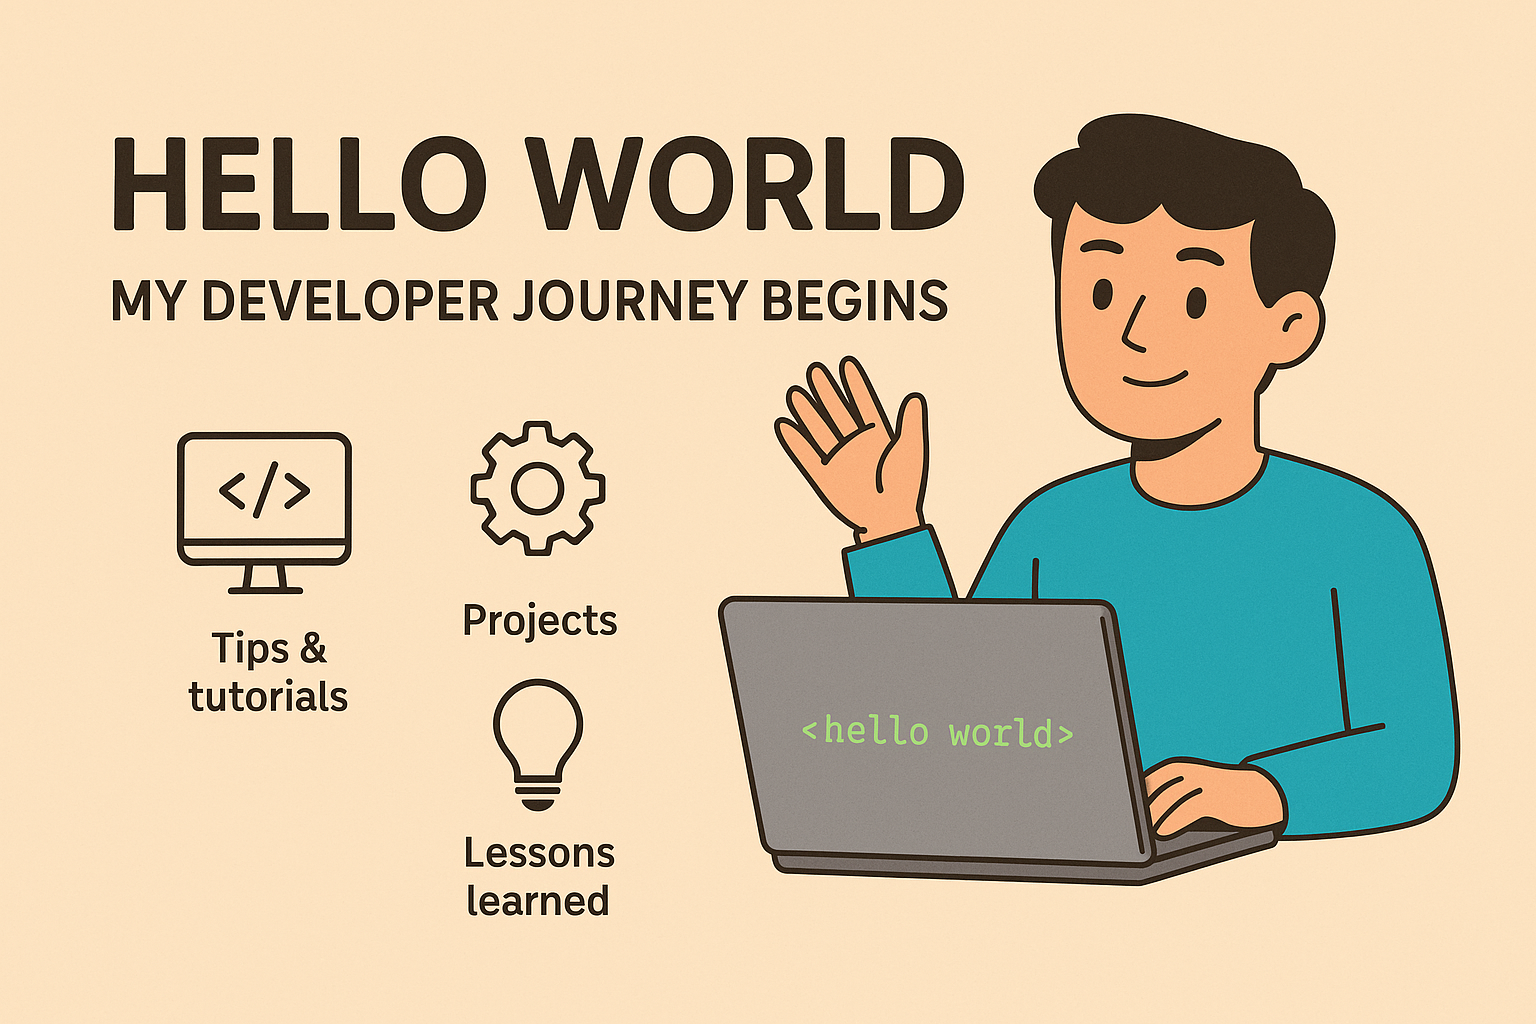 HELLO WORLD
MY DEVELOPER JOURNEY BEGINS
</>
Tips &
tutorials
Projects
Lessons
learned
<hello world>